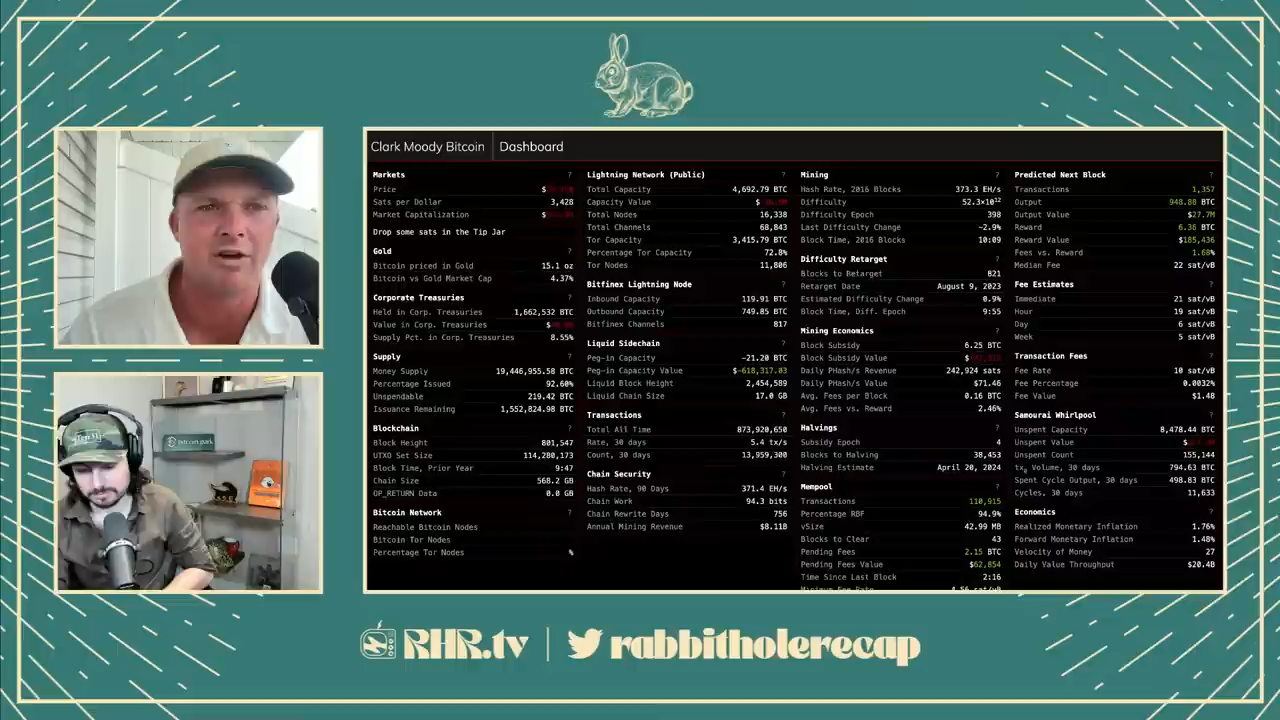 Clark Moody Bitcoin Dashboard
Markets ?
Price $
Sats per Dollar 3,428
Market Capitalization $
Drop some sats in the Tip Jar
Gold ?
Bitcoin priced in Gold 15.1 oz
Bitcoin vs Gold Market Cap 4.37%
Corporate Treasuries ?
Held in Corp. Treasuries 1,662,532 BTC
Value in Corp. Treasuries $
Supply Pct. in Corp. Treasuries 8.55%
Supply ?
Money Supply 19,446,955.58 BTC
Percentage Issued 92.60%
Unspendable 219.42 BTC
Issuance Remaining 1,552,824.98 BTC
Blockchain ?
Block Height 801,547
UTXO Set Size 114,280,173
Block Time, Prior Year 9:47
Chain Size 568.2 GB
OP_RETURN Data 0.0 GB
Bitcoin Network ?
Reachable Bitcoin Nodes
Bitcoin Tor Nodes
Percentage Tor Nodes %
Lightning Network (Public) ?
Total Capacity 4,692.79 BTC
Capacity Value $
Total Nodes 16,338
Total Channels 68,843
Tor Capacity 3,415.79 BTC
Percentage Tor Capacity 72.8%
Tor Nodes 11,806
Bitfinex Lightning Node ?
Inbound Capacity 119.91 BTC
Outbound Capacity 749.85 BTC
Bitfinex Channels 817
Liquid Sidechain ?
Peg-in Capacity -21.20 BTC
Peg-in Capacity Value $-618,317.03
Liquid Block Height 2,454,589
Liquid Chain Size 17.0 GB
Transactions ?
Total All Time 873,920,650
Rate, 30 days 5.4 tx/s
Count, 30 days 13,959,300
Chain Security ?
Hash Rate, 90 Days 371.4 EH/s
Chain Work 94.3 bits
Chain Rewrite Days 756
Annual Mining Revenue $8.11B
Mining ?
Hash Rate, 2016 Blocks 373.3 EH/s
Difficulty 52.3×10¹²
Difficulty Epoch 398
Last Difficulty Change -2.9%
Block Time, 2016 Blocks 10:09
Difficulty Retarget ?
Blocks to Retarget 821
Retarget Date August 9, 2023
Estimated Difficulty Change 0.9%
Block Time, Diff. Epoch 9:55
Mining Economics ?
Block Subsidy 6.25 BTC
Block Subsidy Value $
Daily PHash/s Revenue 242,924 sats
Daily PHash/s Value $71.46
Avg. Fees per Block 0.16 BTC
Avg. Fees vs. Reward 2.46%
Halvings ?
Subsidy Epoch 4
Blocks to Halving 38,453
Halving Estimate April 20, 2024
Mempool ?
Transactions 110,915
Percentage RBF 94.9%
vSize 42.99 MB
Blocks to Clear 43
Pending Fees 2.15 BTC
Pending Fees Value $62,854
Time Since Last Block 2:16
Minimum Fee Rate 4.56 sat/vB
Predicted Next Block ?
Transactions 1,357
Output 948.88 BTC
Output Value $27.7M
Reward 6.36 BTC
Reward Value $185,436
Fees vs. Reward 1.68%
Median Fee 22 sat/vB
Fee Estimates ?
Immediate 21 sat/vB
Hour 19 sat/vB
Day 6 sat/vB
Week 5 sat/vB
Transaction Fees ?
Fee Rate 10 sat/vB
Fee Percentage 0.0032%
Fee Value $1.48
Samourai Whirlpool ?
Unspent Capacity 8,478.44 BTC
Unspent Value $
Unspent Count 155,144
tx₀ Volume, 30 days 794.63 BTC
Spent Cycle Output, 30 days 498.83 BTC
Cycles, 30 days 11,633
Economics ?
Realized Monetary Inflation 1.76%
Forward Monetary Inflation 1.48%
Velocity of Money 27
Daily Value Throughput $20.4B
bitcoin park
RHR.tv | rabbitholerecap